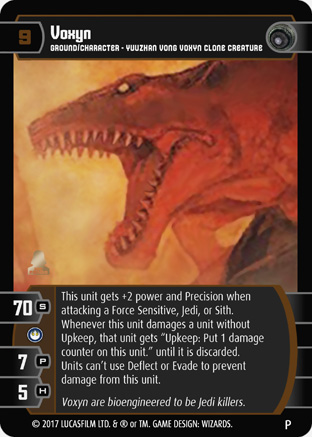 9
Voxyn
GROUND/CHARACTER • YUUZHAN VONG VOXYN CLONE CREATURE
70 S
7 P
5 H
This unit gets +2 power and Precision when
attacking a Force Sensitive, Jedi, or Sith.
Whenever this unit damages a unit without
Upkeep, that unit gets “Upkeep: Put 1 damage
counter on this unit.” until it is discarded.
Units can't use Deflect or Evade to prevent
damage from this unit.
Voxyn are bioengineered to be Jedi killers.
© 2017 LUCASFILM LTD. & ® or TM. GAME DESIGN: WIZARDS.
P